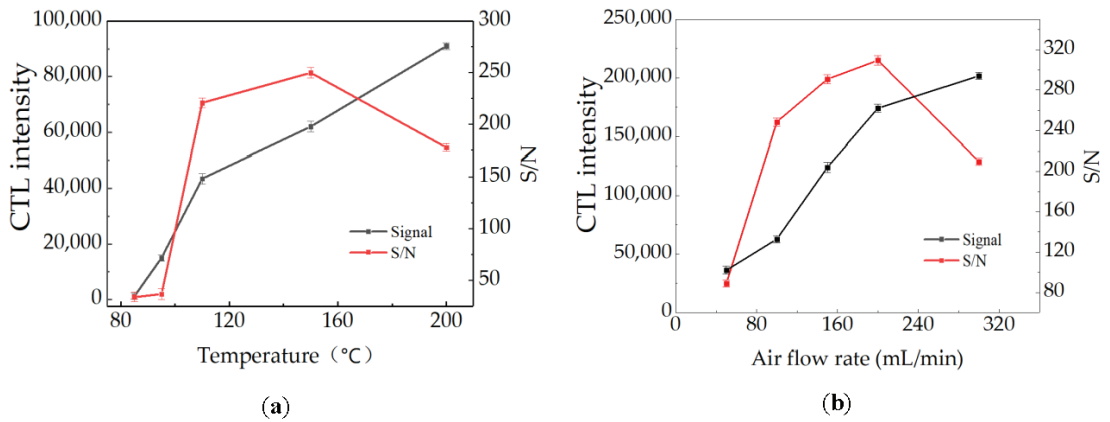 100,000
80,000
60,000
40,000
20,000
0
CTL intensity
300
250
200
150
100
50
S/N
Signal
S/N
80
120
160
200
Temperature（°C）
(a)
250,000
200,000
150,000
100,000
50,000
0
CTL intensity
320
280
240
200
160
120
80
S/N
Signal
S/N
0
80
160
240
320
Air flow rate (mL/min)
(b)